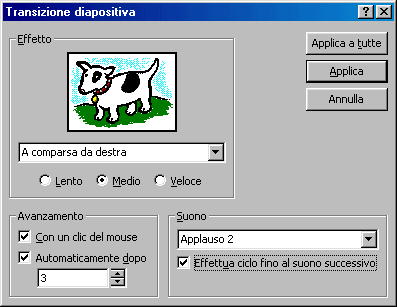 Transizione diapositiva
Effetto
A comparsa da destra
Lento Medio Veloce
Applica a tutte
Applica
Annulla
Avanzamento
Con un clic del mouse
Automaticamente dopo
3
Suono
Applauso 2
Effettua ciclo fino al suono successivo